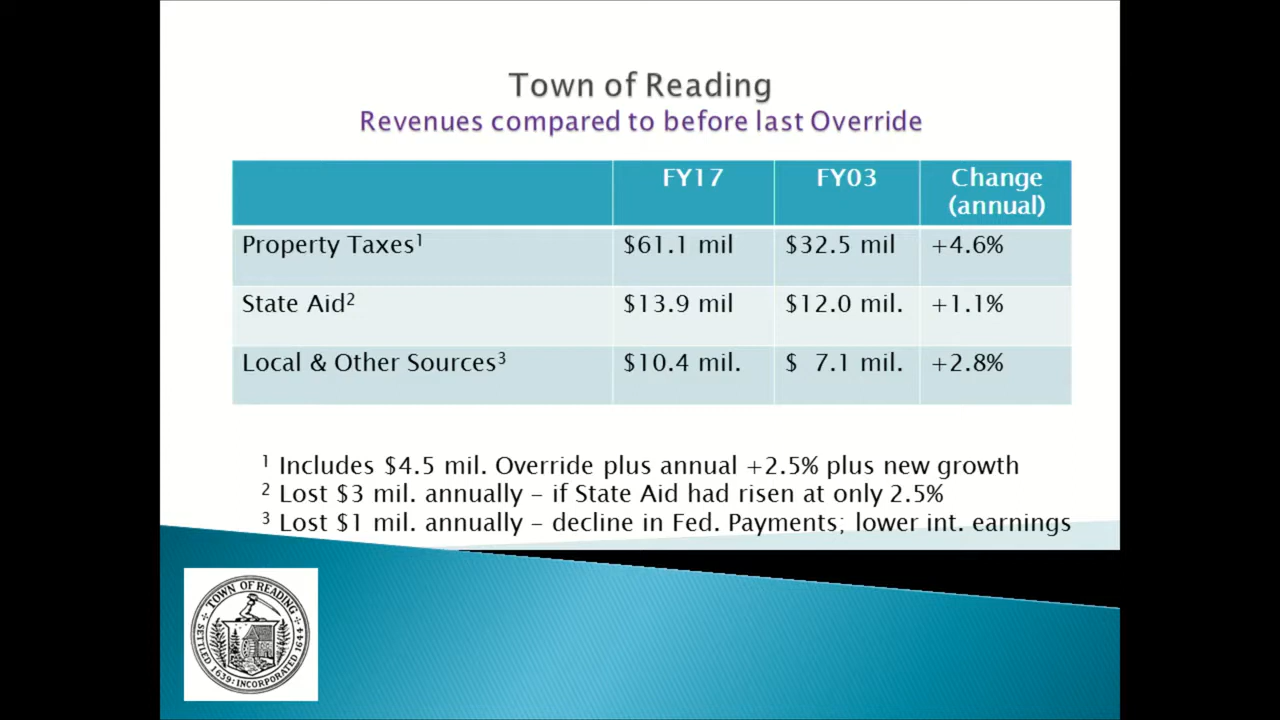 Town of Reading
Revenues compared to before last Override
FY17 FY03 Change (annual)
Property Taxes¹ $61.1 mil $32.5 mil +4.6%
State Aid² $13.9 mil $12.0 mil. +1.1%
Local & Other Sources³ $10.4 mil. $ 7.1 mil. +2.8%
¹ Includes $4.5 mil. Override plus annual +2.5% plus new growth
² Lost $3 mil. annually – if State Aid had risen at only 2.5%
³ Lost $1 mil. annually – decline in Fed. Payments; lower int. earnings
TOWN OF READING
SETTLED 1639: INCORPORATED 1644